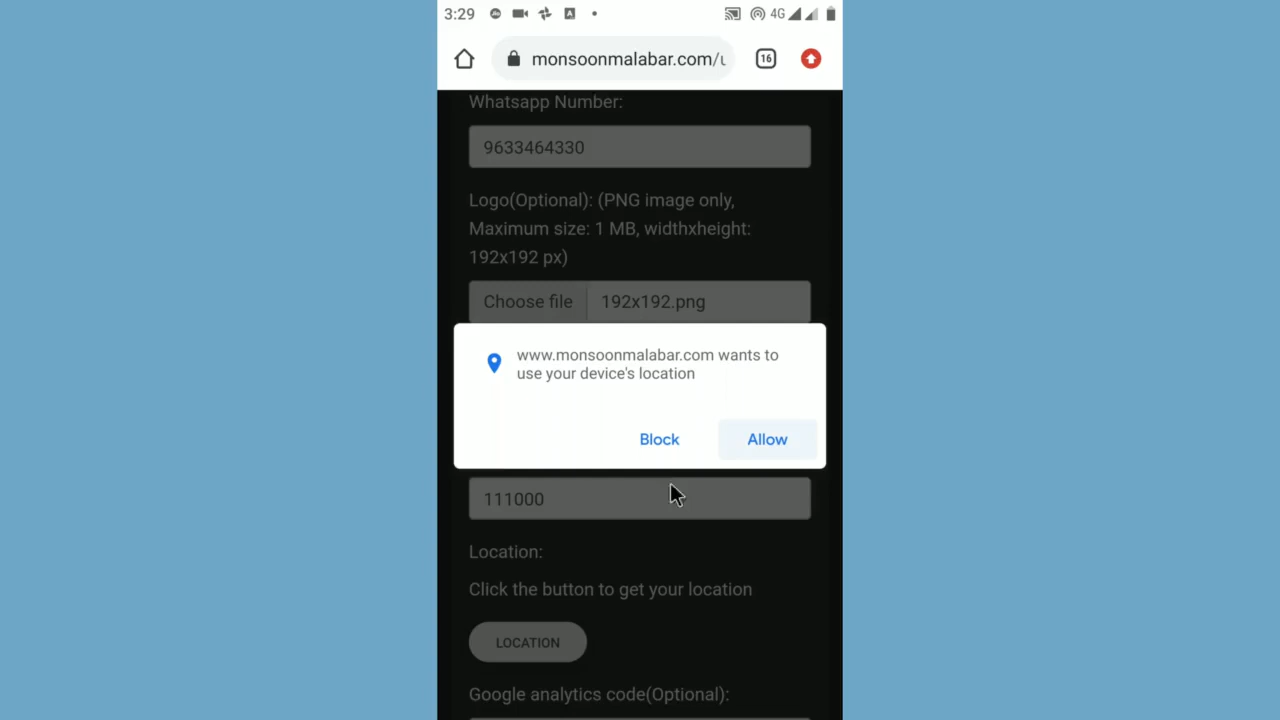 3:29
4G
monsoonmalabar.com/u
16
Whatsapp Number:
9633464330
Logo(Optional): (PNG image only,
Maximum size: 1 MB, widthxheight:
192x192 px)
Choose file 192x192.png
www.monsoonmalabar.com wants to
use your device's location
Block Allow
111000
Location:
Click the button to get your location
LOCATION
Google analytics code(Optional):